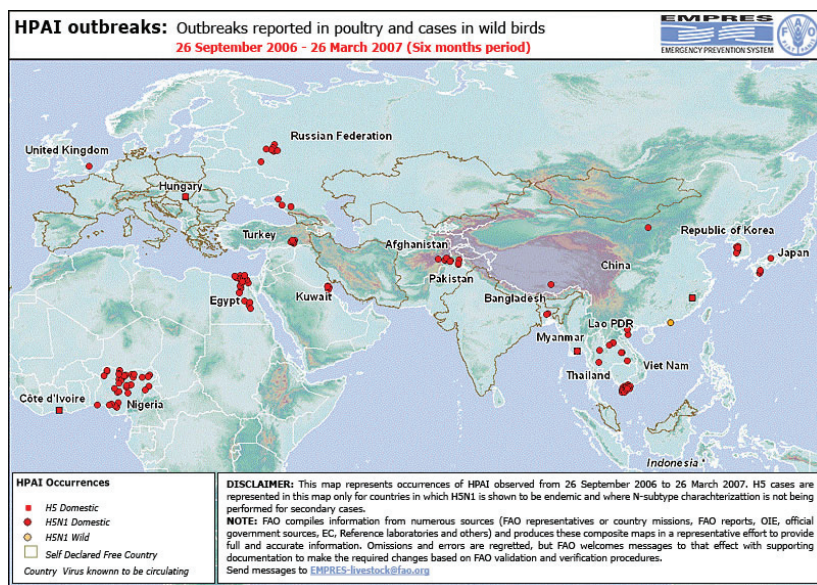 HPAI outbreaks: Outbreaks reported in poultry and cases in wild birds
26 September 2006 - 26 March 2007 (Six months period)
EMPRES
EMERGENCY PREVENTION SYSTEM
FAO
United Kingdom
Russian Federation
Hungary
Turkey
Afghanistan
Republic of Korea
Japan
China
Pakistan
Kuwait
Egypt
Bangladesh
Lao PDR
Myanmar
Viet Nam
Thailand
Côte d'Ivoire
Nigeria
Indonesia *
HPAI Occurrences
H5 Domestic
H5N1 Domestic
H5N1 Wild
Self Declared Free Country
Country Virus knownn to be circulating
DISCLAIMER: This map represents occurrences of HPAI observed from 26 September 2006 to 26 March 2007. H5 cases are
represented in this map only for countries in which H5N1 is shown to be endemic and where N-subtype charachterizattion is not being
performed for secondary cases.
NOTE: FAO compiles information from numerous sources (FAO representatives or country missions, FAO reports, OIE, official
government sources, EC, Reference laboratories and others) and produces these composite maps in a representative effort to provide
full and accurate information. Omissions and errors are regretted, but FAO welcomes messages to that effect with supporting
documentation to make the required changes based on FAO validation and verification procedures.
Send messages to EMPRES-livestock@fao.org